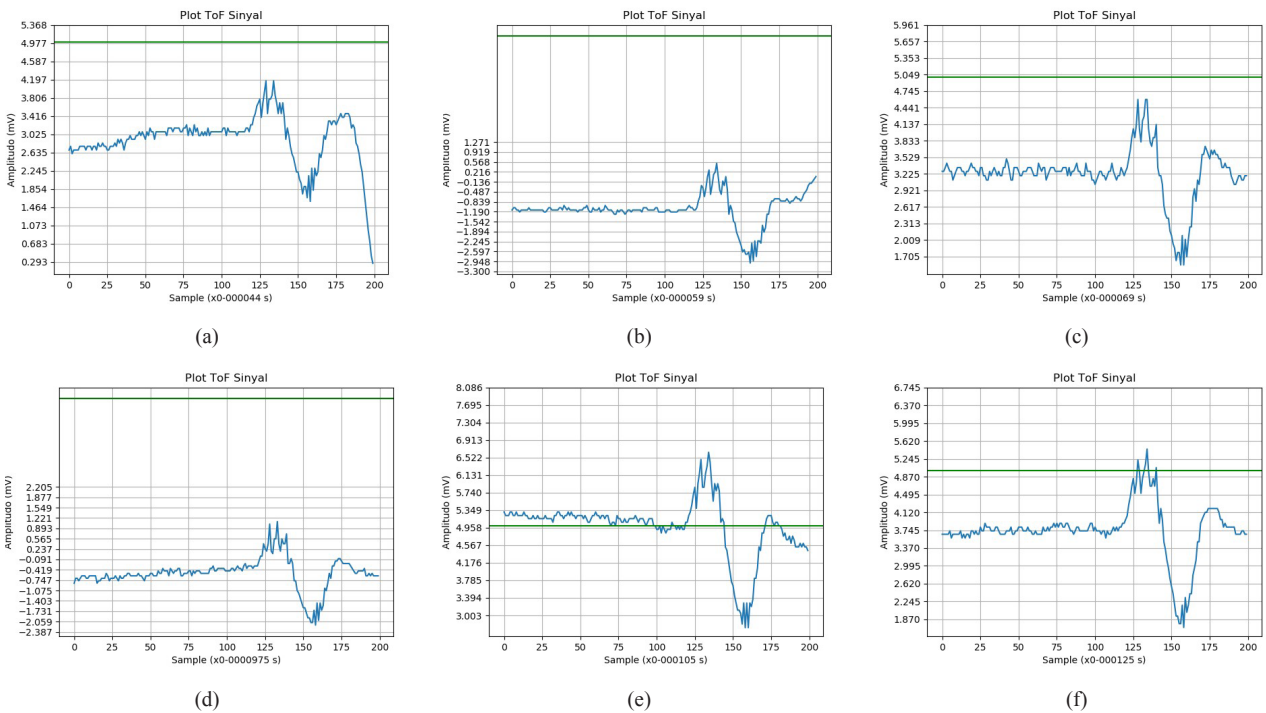 Plot ToF Sinyal
Amplitudo (mV)
5.368
4.977
4.587
4.197
3.806
3.416
3.025
2.635
2.245
1.854
1.464
1.073
0.683
0.293
0 25 50 75 100 125 150 175 200
Sample (x0-000044 s)
(a)
Plot ToF Sinyal
Amplitudo (mV)
1.271
0.919
0.568
0.216
−0.136
−0.487
−0.839
−1.190
−1.542
−1.894
−2.245
−2.597
−2.948
−3.300
0 25 50 75 100 125 150 175 200
Sample (x0-000059 s)
(b)
Plot ToF Sinyal
Amplitudo (mV)
5.961
5.657
5.353
5.049
4.745
4.441
4.137
3.833
3.529
3.225
2.921
2.617
2.313
2.009
1.705
0 25 50 75 100 125 150 175 200
Sample (x0-000069 s)
(c)
Plot ToF Sinyal
Amplitudo (mV)
2.205
1.877
1.549
1.221
0.893
0.565
0.237
−0.091
−0.419
−0.747
−1.075
−1.403
−1.731
−2.059
−2.387
0 25 50 75 100 125 150 175 200
Sample (x0-0000975 s)
(d)
Plot ToF Sinyal
Amplitudo (mV)
8.086
7.695
7.304
6.913
6.522
6.131
5.740
5.349
4.958
4.567
4.176
3.785
3.394
3.003
0 25 50 75 100 125 150 175 200
Sample (x0-000105 s)
(e)
Plot ToF Sinyal
Amplitudo (mV)
6.745
6.370
5.995
5.620
5.245
4.870
4.495
4.120
3.745
3.370
2.995
2.620
2.245
1.870
0 25 50 75 100 125 150 175 200
Sample (x0-000125 s)
(f)